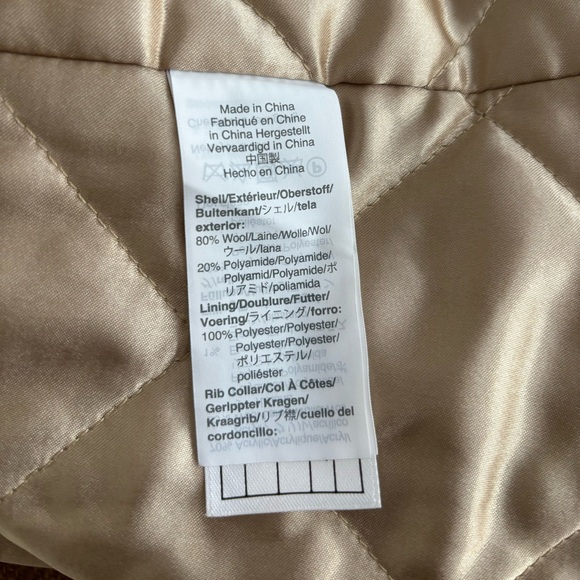 Made in China
Fabriqué en Chine
in China Hergestellt
Vervaardigd in China
中国製
Hecho en China
Shell/Extérieur/Oberstoff/
Buitenkant/シェル/tela
exterior:
80% Wool/Laine/Wolle/Wol/
ウール/lana
20% Polyamide/Polyamide/
Polyamid/Polyamide/ポ
リアミド/poliamida
Lining/Doublure/Futter/
Voering/ライニング/forro:
100% Polyester/Polyester/
Polyester/Polyester/
ポリエステル/
poliéster
Rib Collar/Col À Côtes/
Gerippter Kragen/
Kraagrib/リブ襟/cuello del
cordoncillo: